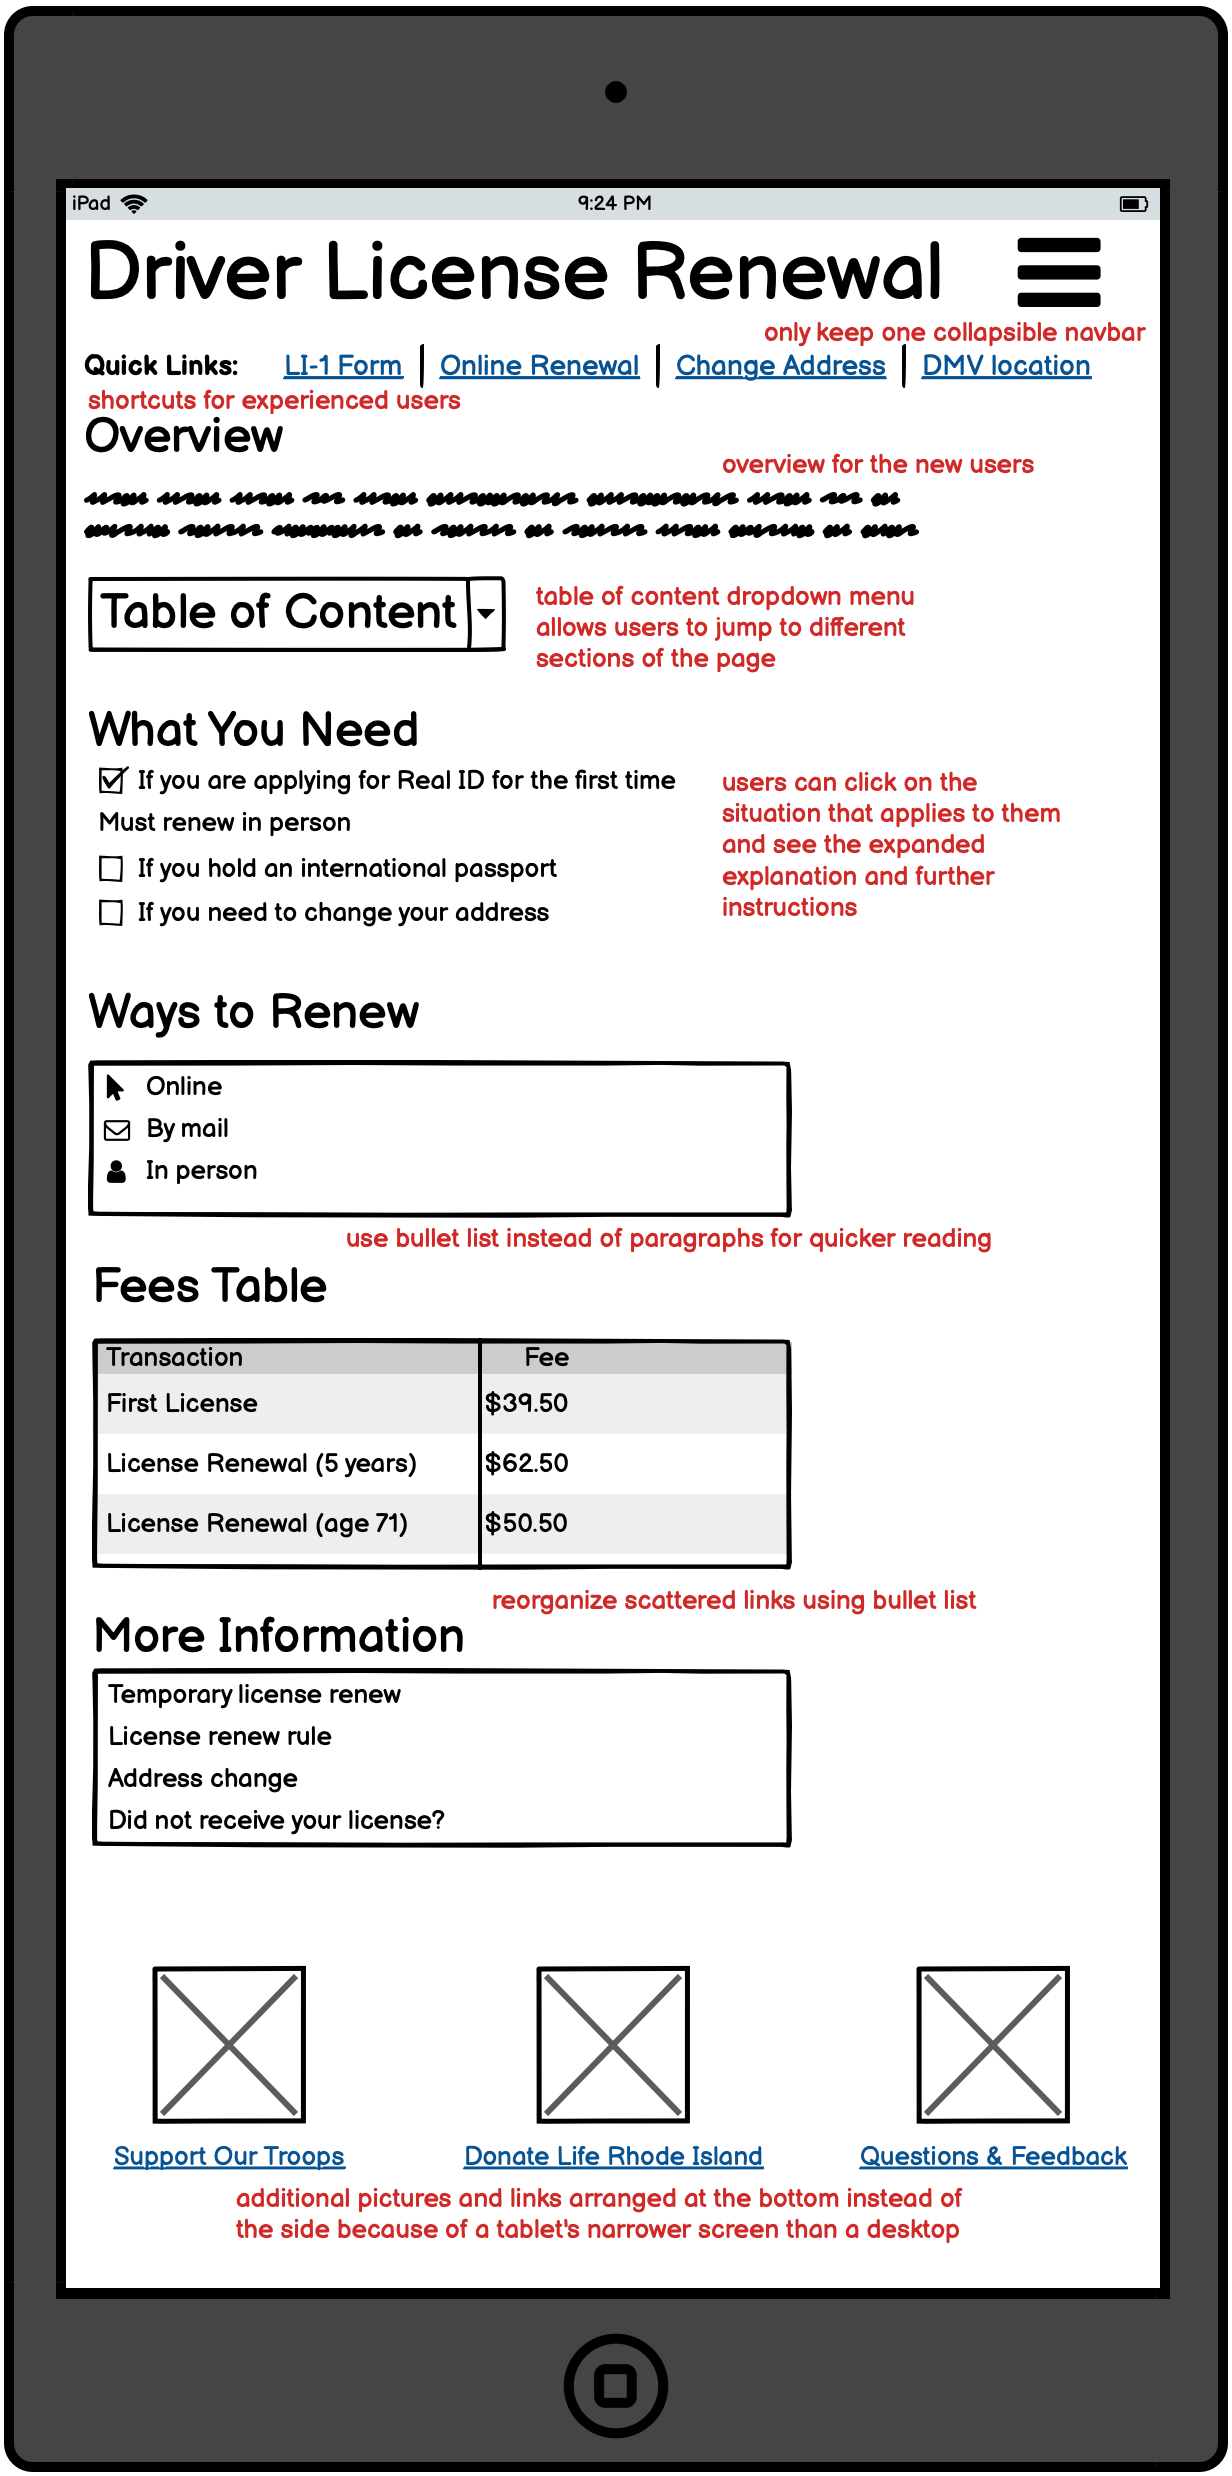 iPad
9:24 PM
Driver License Renewal
only keep one collapsible navbar
Quick Links: LI-1 Form | Online Renewal | Change Address | DMV location
shortcuts for experienced users
Overview
overview for the new users
Table of Content
table of content dropdown menu
allows users to jump to different
sections of the page
What You Need
If you are applying for Real ID for the first time
Must renew in person
If you hold an international passport
If you need to change your address
users can click on the
situation that applies to them
and see the expanded
explanation and further
instructions
Ways to Renew
Online
By mail
In person
use bullet list instead of paragraphs for quicker reading
Fees Table
Transaction Fee
First License $39.50
License Renewal (5 years) $62.50
License Renewal (age 71) $50.50
reorganize scattered links using bullet list
More Information
Temporary license renew
License renew rule
Address change
Did not receive your license?
Support Our Troops
Donate Life Rhode Island
Questions & Feedback
additional pictures and links arranged at the bottom instead of
the side because of a tablet's narrower screen than a desktop